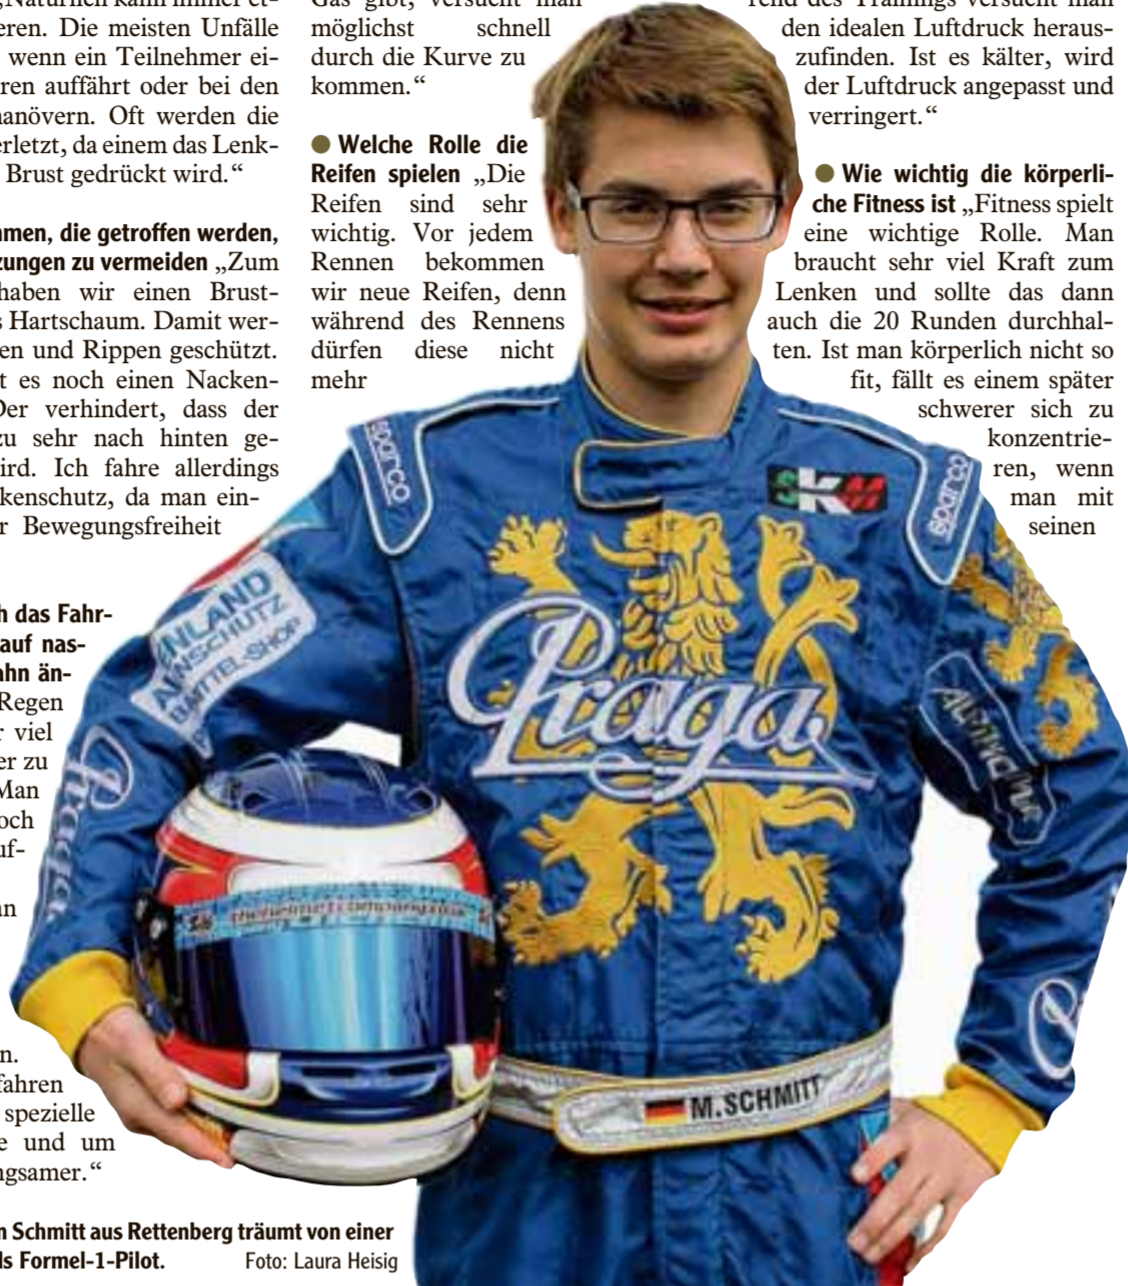 eren. Die meisten Unfälle
wenn ein Teilnehmer ei-
ren auffährt oder bei den
anövern. Oft werden die
erletzt, da einem das Lenk-
Brust gedrückt wird.“
men, die getroffen werden,
zungen zu vermeiden „Zum
haben wir einen Brust-
s Hartschaum. Damit wer-
en und Rippen geschützt.
t es noch einen Nacken-
Der verhindert, dass der
zu sehr nach hinten ge-
ird. Ich fahre allerdings
kenschutz, da man ein-
r Bewegungsfreiheit
h das Fahr-
auf nas-
ahn än-
Regen
r viel
er zu
Man
och
uf-
an
n.
fahren
spezielle
e und um
ngsamer.“
Gas gibt, versucht man
möglichst schnell
durch die Kurve zu
kommen.“
● Welche Rolle die
Reifen spielen „Die
Reifen sind sehr
wichtig. Vor jedem
Rennen bekommen
wir neue Reifen, denn
während des Rennens
dürfen diese nicht
mehr
rend des Trainings versucht man
den idealen Luftdruck heraus-
zufinden. Ist es kälter, wird
der Luftdruck angepasst und
verringert.“
● Wie wichtig die körperli-
che Fitness ist „Fitness spielt
eine wichtige Rolle. Man
braucht sehr viel Kraft zum
Lenken und sollte das dann
auch die 20 Runden durchhal-
ten. Ist man körperlich nicht so
fit, fällt es einem später
schwerer sich zu
konzentrie-
ren, wenn
man mit
seinen
sparco
SKM
sparco
Praga
Praga
M.SCHMITT
n Schmitt aus Rettenberg träumt von einer
ls Formel-1-Pilot.
Foto: Laura Heisig